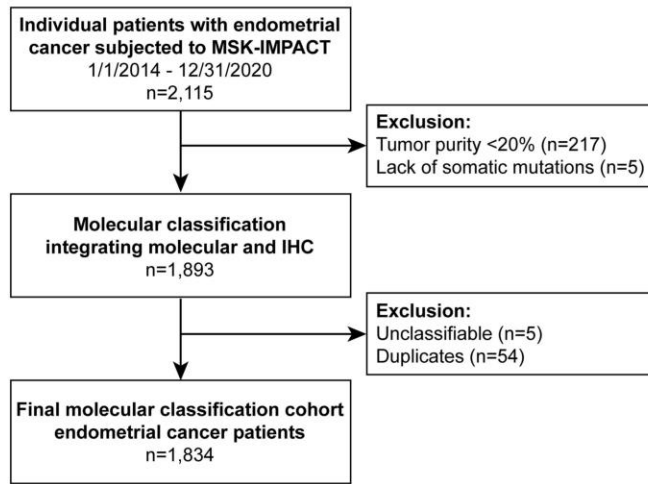 Individual patients with endometrial
cancer subjected to MSK-IMPACT
1/1/2014 - 12/31/2020
n=2,115
Exclusion:
Tumor purity <20% (n=217)
Lack of somatic mutations (n=5)
Molecular classification
integrating molecular and IHC
n=1,893
Exclusion:
Unclassifiable (n=5)
Duplicates (n=54)
Final molecular classification cohort
endometrial cancer patients
n=1,834